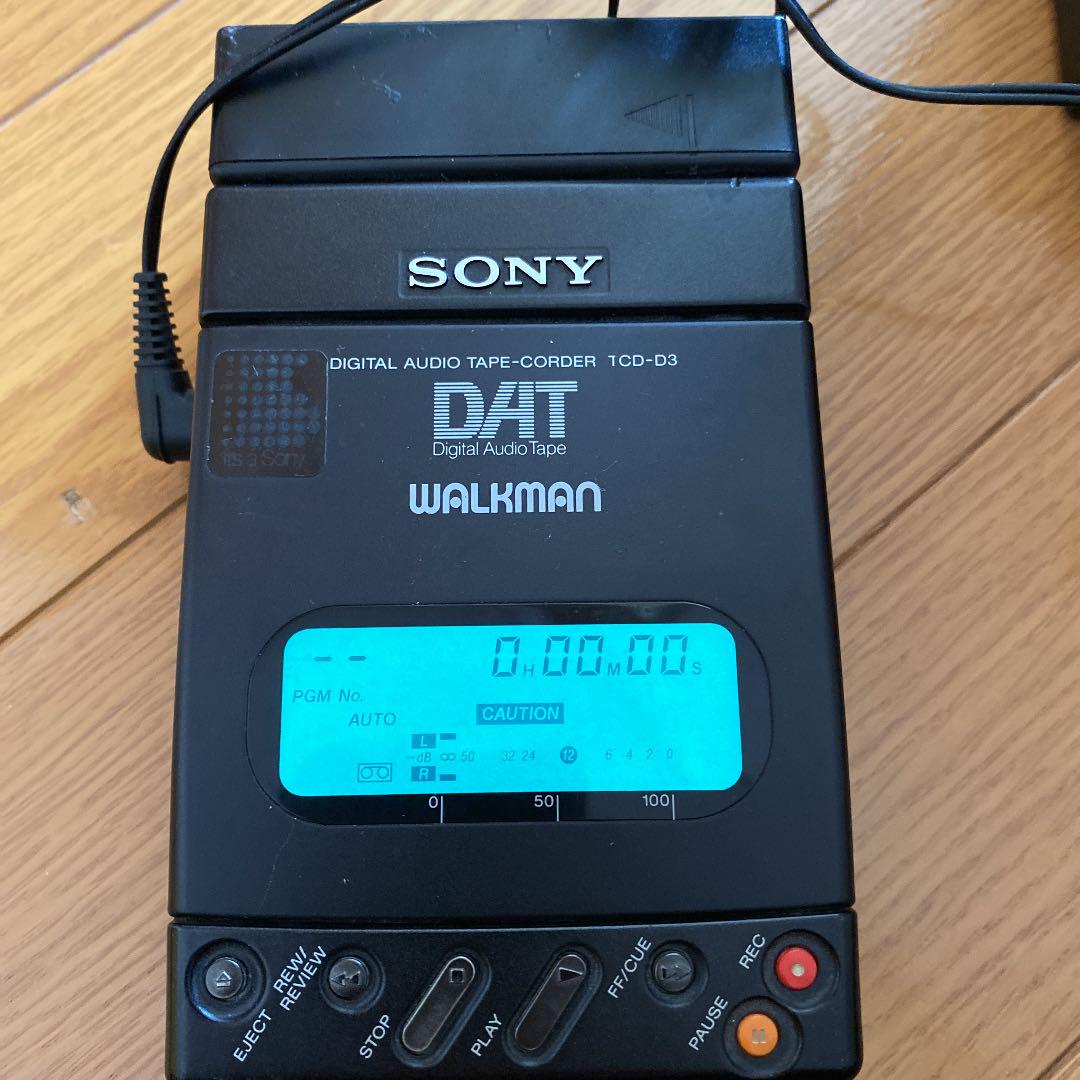 SONY
DIGITAL AUDIO TAPE-CORDER TCD-D3
DAT
Digital Audio Tape
It's a Sony
WALKMAN
-- 0H00M00S
PGM No.
AUTO CAUTION
L
-dB ∞ 50 32 24 12 6 4 2 0
R
0 50 100
EJECT
REW/
REVIEW
STOP
PLAY
FF/CUE
REC
PAUSE